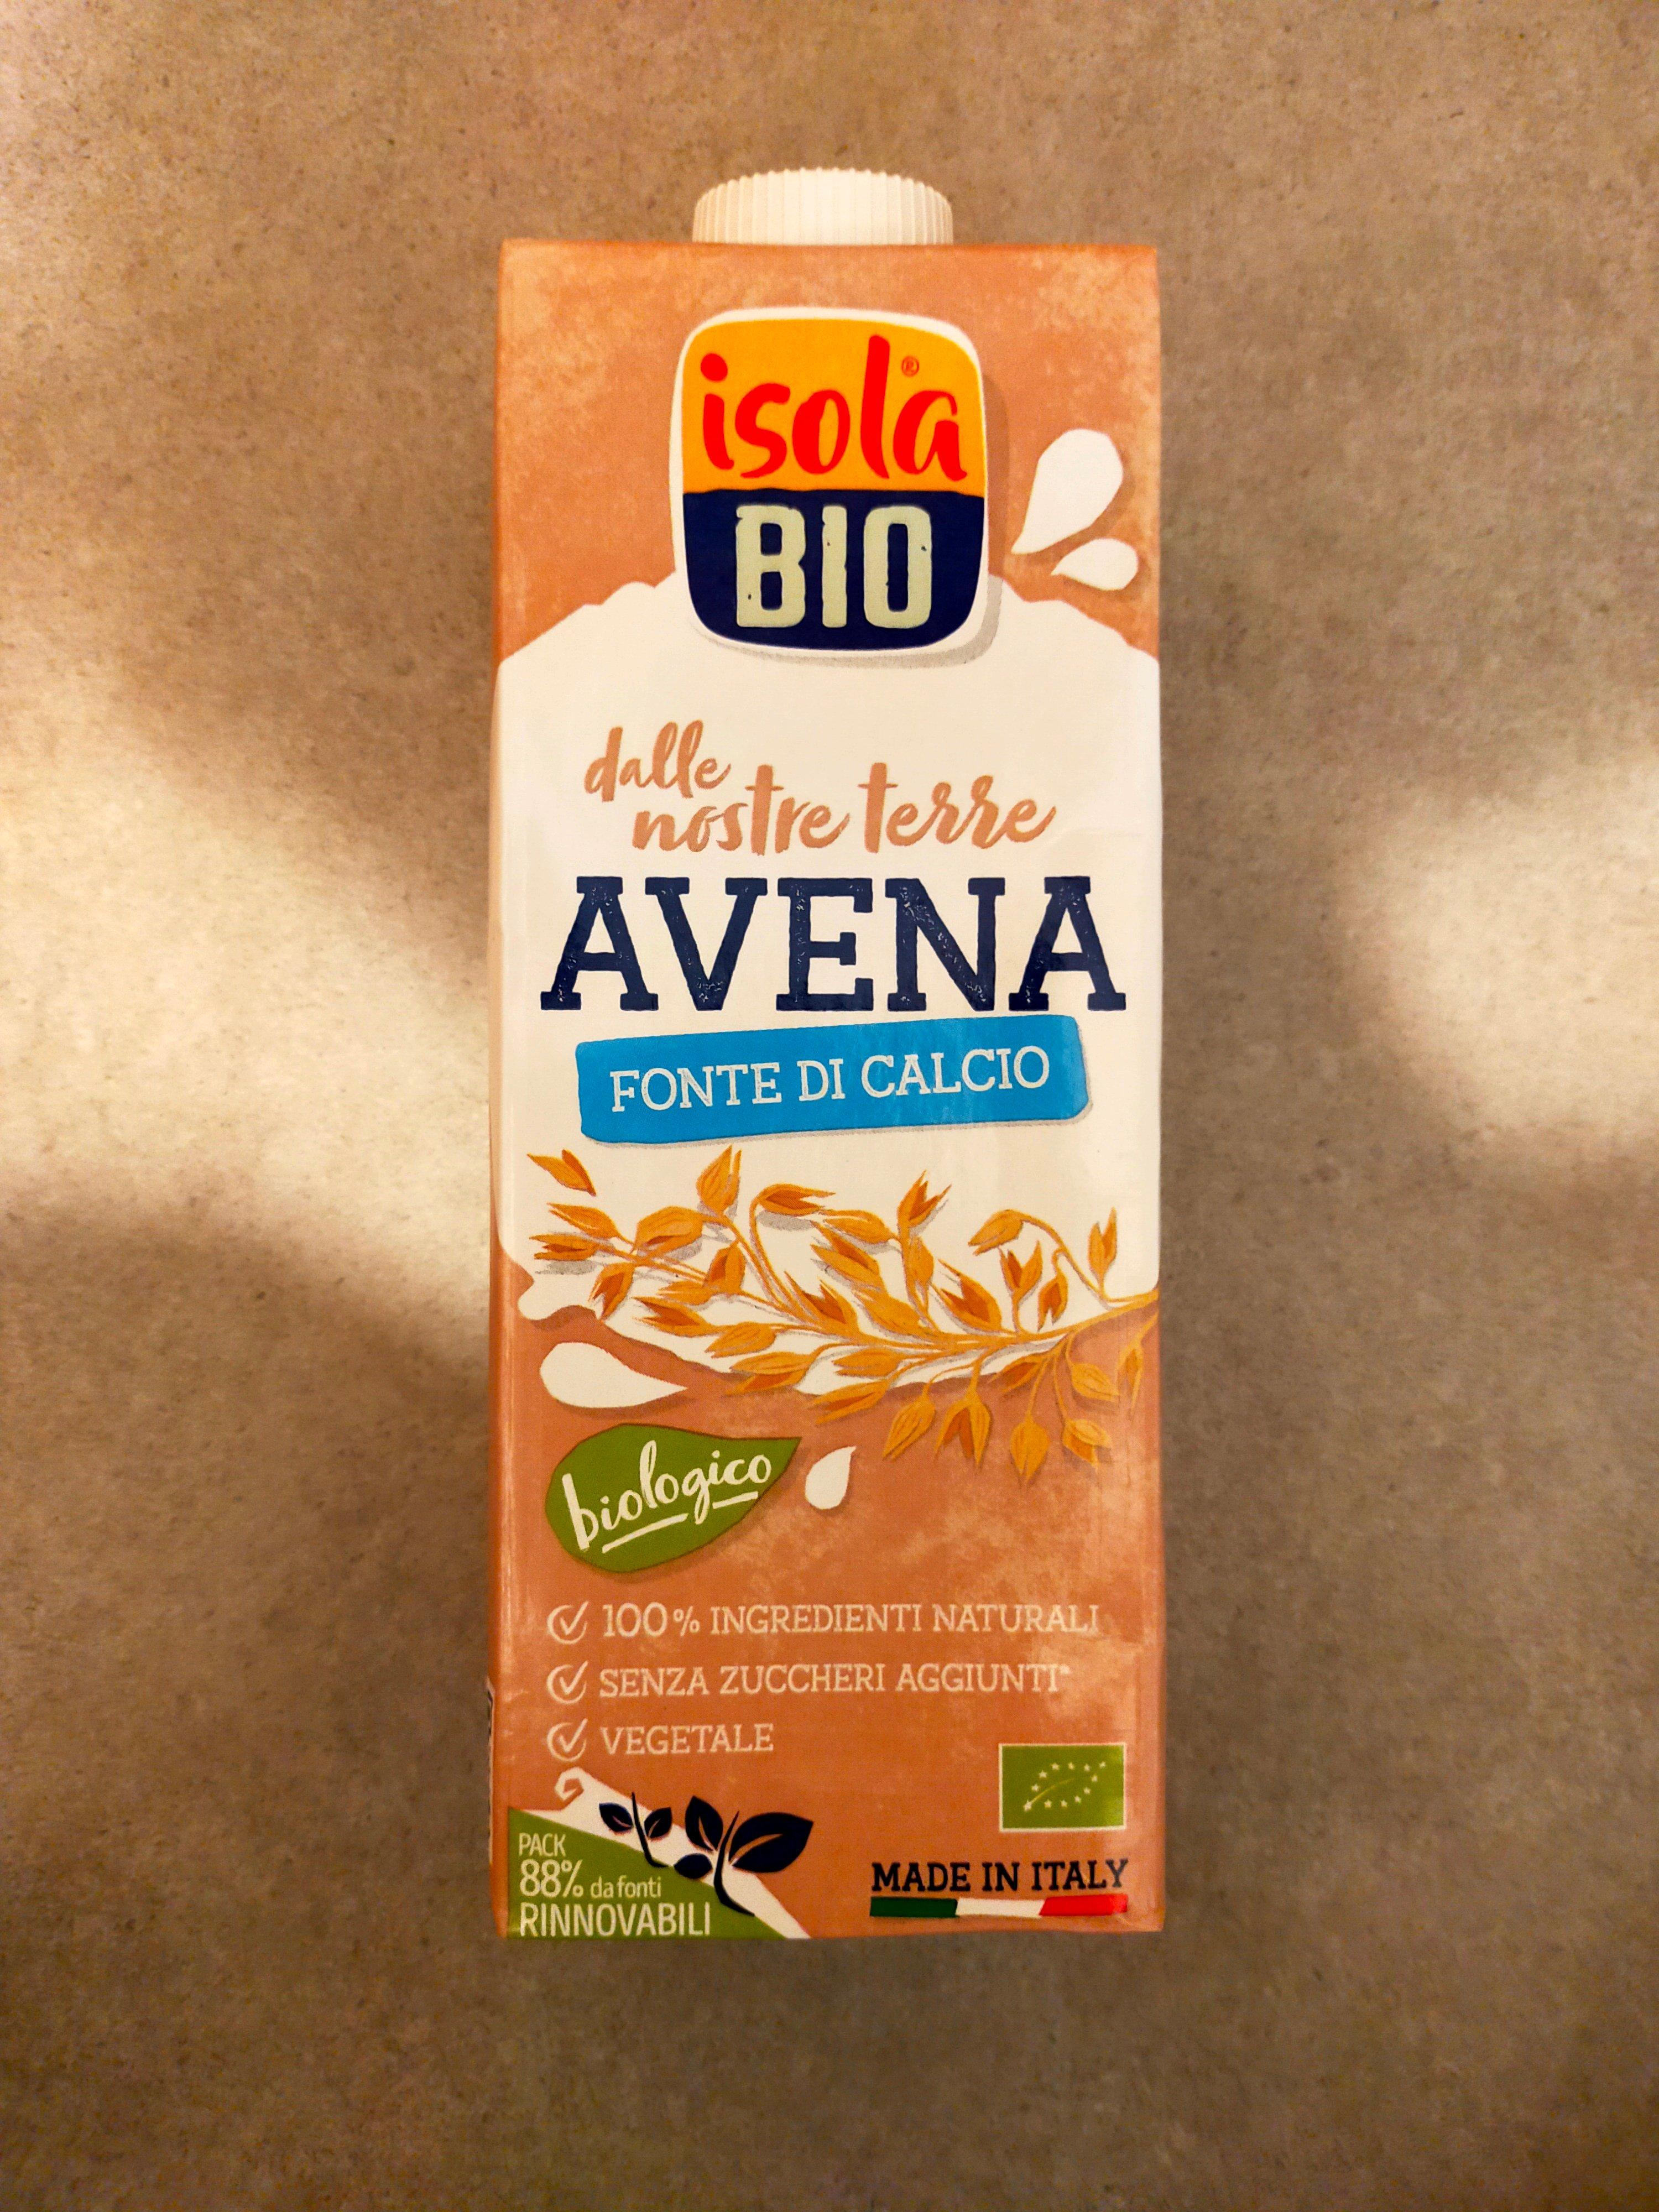 isola®
BIO
dalle
nostre terre
AVENA
FONTE DI CALCIO
biologico
100% INGREDIENTI NATURALI
SENZA ZUCCHERI AGGIUNTI*
VEGETALE
PACK
88% da fonti
RINNOVABILI
MADE IN ITALY